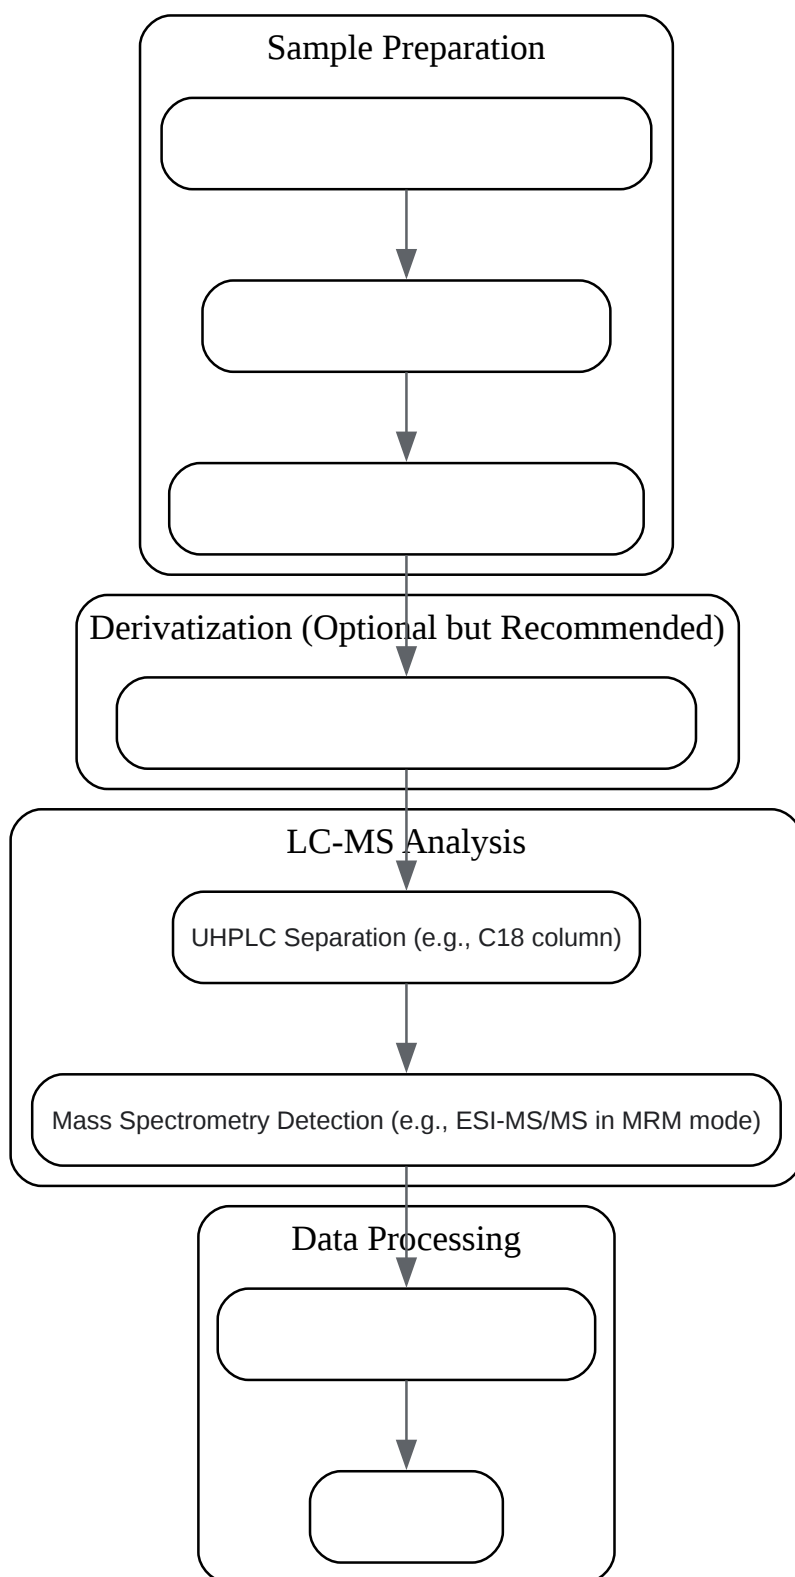 Sample Preparation
Derivatization (Optional but Recommended)
LC-MS Analysis
UHPLC Separation (e.g., C18 column)
Mass Spectrometry Detection (e.g., ESI-MS/MS in MRM mode)
Data Processing